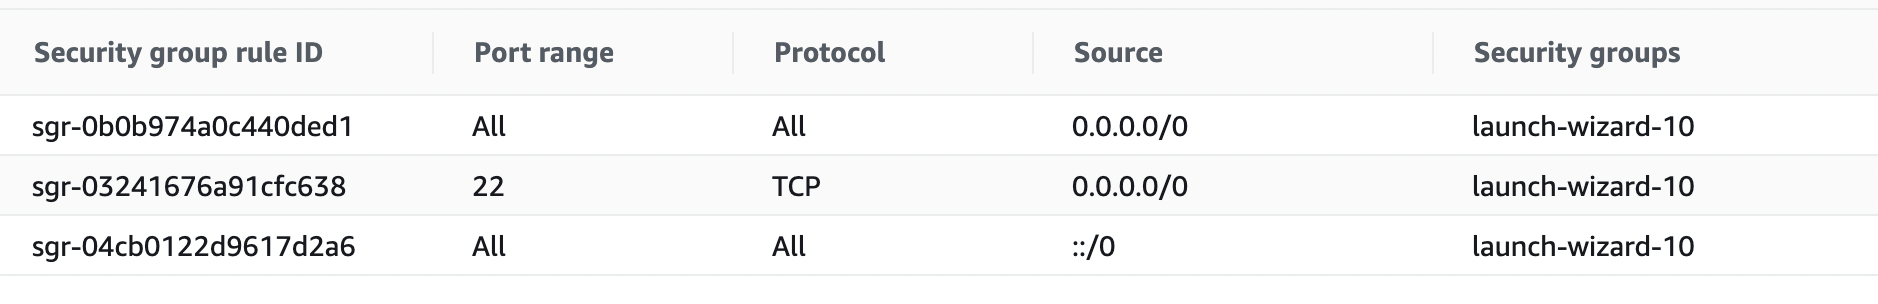 Security group rule ID Port range Protocol Source Security groups
sgr-0b0b974a0c440ded1 All All 0.0.0.0/0 launch-wizard-10
sgr-03241676a91cfc638 22 TCP 0.0.0.0/0 launch-wizard-10
sgr-04cb0122d9617d2a6 All All ::/0 launch-wizard-10